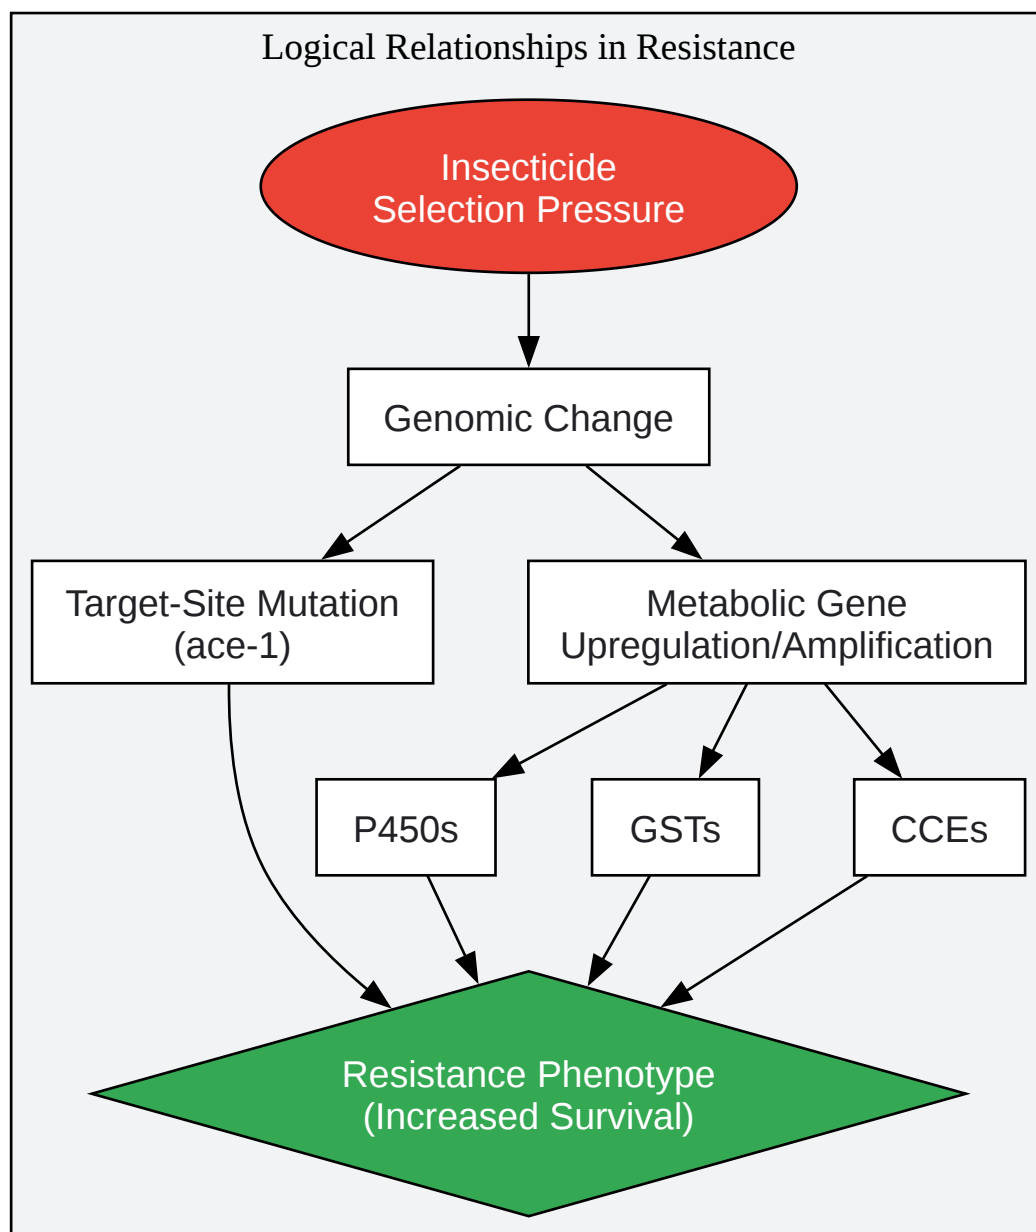 Logical Relationships in Resistance
Insecticide
Selection Pressure
Genomic Change
Target-Site Mutation
(ace-1)
Metabolic Gene
Upregulation/Amplification
P450s
GSTs
CCEs
Resistance Phenotype
(Increased Survival)